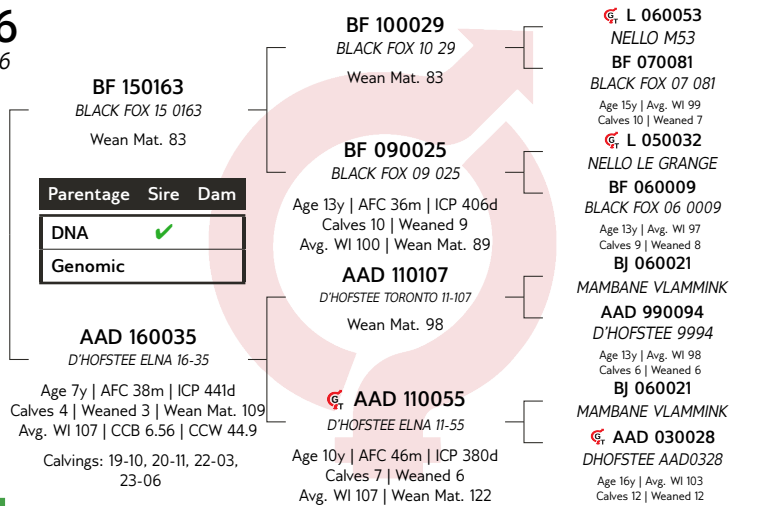 6
6
BF 150163
BLACK FOX 15 0163
Wean Mat. 83
Parentage Sire Dam
DNA ✔
Genomic
AAD 160035
D'HOFSTEE ELNA 16-35
Age 7y | AFC 38m | ICP 441d
Calves 4 | Weaned 3 | Wean Mat. 109
Avg. WI 107 | CCB 6.56 | CCW 44.9
Calvings: 19-10, 20-11, 22-03,
23-06
BF 100029
BLACK FOX 10 29
Wean Mat. 83
BF 090025
BLACK FOX 09 025
Age 13y | AFC 36m | ICP 406d
Calves 10 | Weaned 9
Avg. WI 100 | Wean Mat. 89
AAD 110107
D'HOFSTEE TORONTO 11-107
Wean Mat. 98
GT AAD 110055
D'HOFSTEE ELNA 11-55
Age 10y | AFC 46m | ICP 380d
Calves 7 | Weaned 6
Avg. WI 107 | Wean Mat. 122
GT L 060053
NELLO M53
BF 070081
BLACK FOX 07 081
Age 15y | Avg. WI 99
Calves 10 | Weaned 7
GT L 050032
NELLO LE GRANGE
BF 060009
BLACK FOX 06 0009
Age 13y | Avg. WI 97
Calves 9 | Weaned 8
BJ 060021
MAMBANE VLAMMINK
AAD 990094
D'HOFSTEE 9994
Age 13y | Avg. WI 98
Calves 6 | Weaned 6
BJ 060021
MAMBANE VLAMMINK
GT AAD 030028
DHOFSTEE AAD0328
Age 16y | Avg. WI 103
Calves 12 | Weaned 12